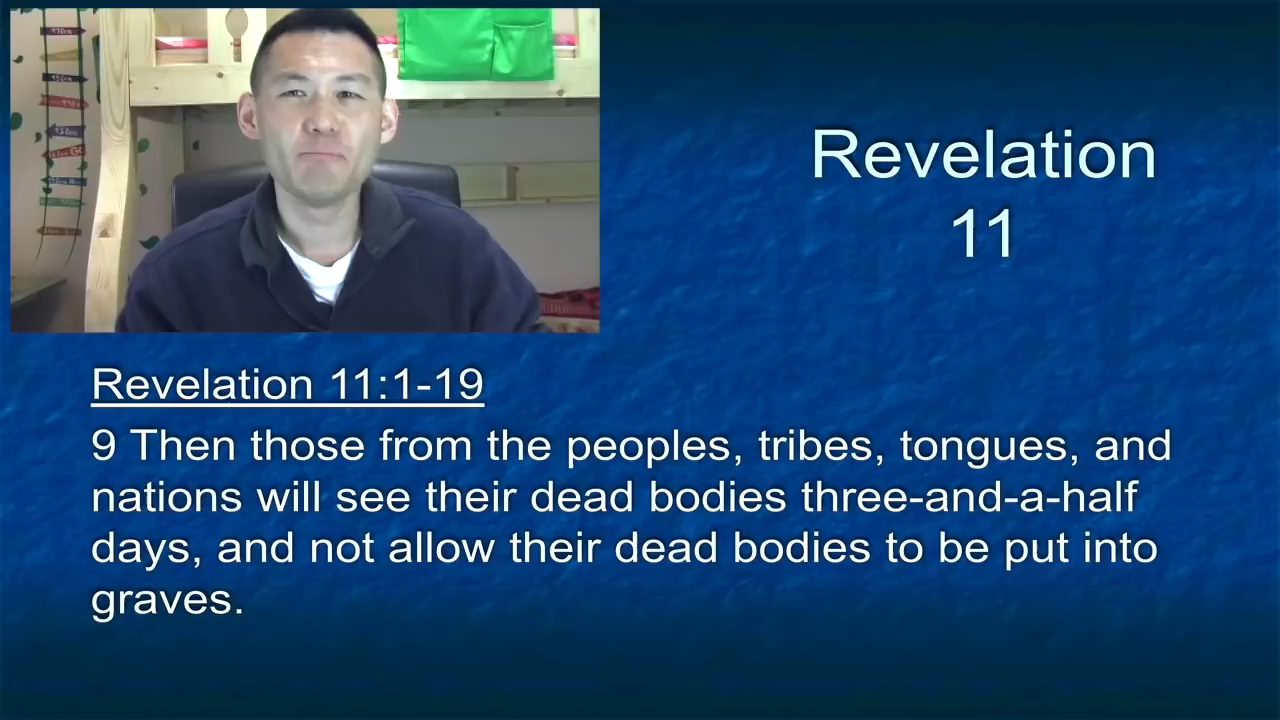 Revelation
11
Revelation 11:1-19
9 Then those from the peoples, tribes, tongues, and
nations will see their dead bodies three-and-a-half
days, and not allow their dead bodies to be put into
graves.